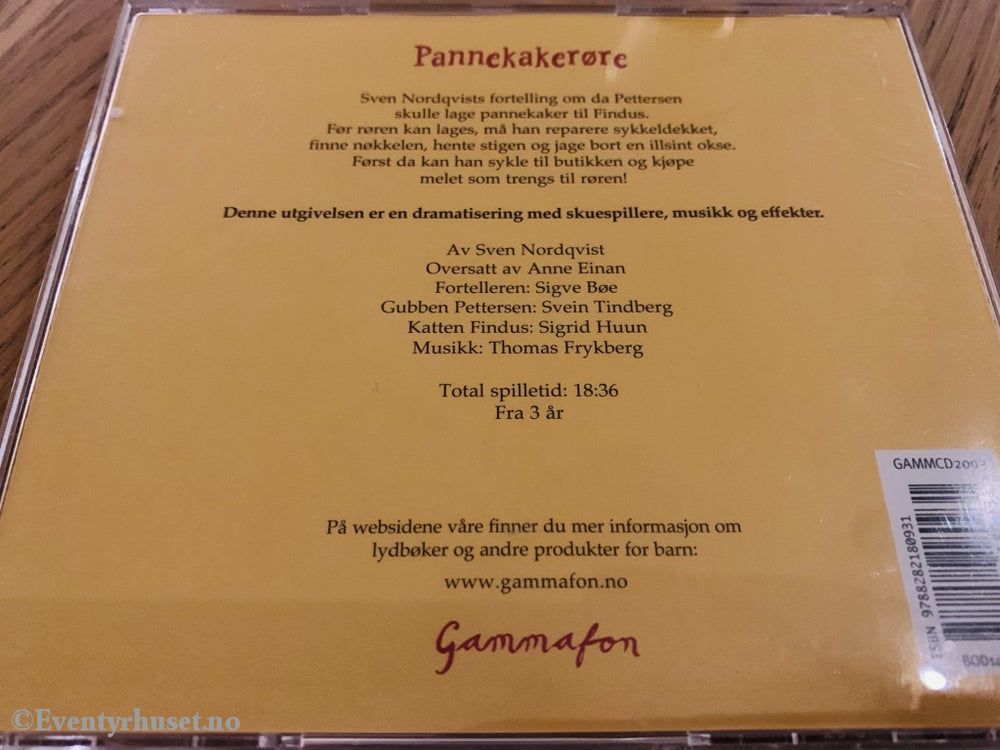 Pannekakerøre
Sven Nordqvists fortelling om da Pettersen
skulle lage pannekaker til Findus.
Før røren kan lages, må han reparere sykkeldekket,
finne nøkkelen, hente stigen og jage bort en illsint okse.
Først da kan han sykle til butikken og kjøpe
melet som trengs til røren!
Denne utgivelsen er en dramatisering med skuespillere, musikk og effekter.
Av Sven Nordqvist
Oversatt av Anne Einan
Fortelleren: Sigve Bøe
Gubben Pettersen: Svein Tindberg
Katten Findus: Sigrid Huun
Musikk: Thomas Frykberg
Total spilletid: 18:36
Fra 3 år
På websidene våre finner du mer informasjon om
lydbøker og andre produkter for barn:
www.gammafon.no
Gammafon
GAMMCD2093
ISBN 9788282180931
©Eventyrhuset.no